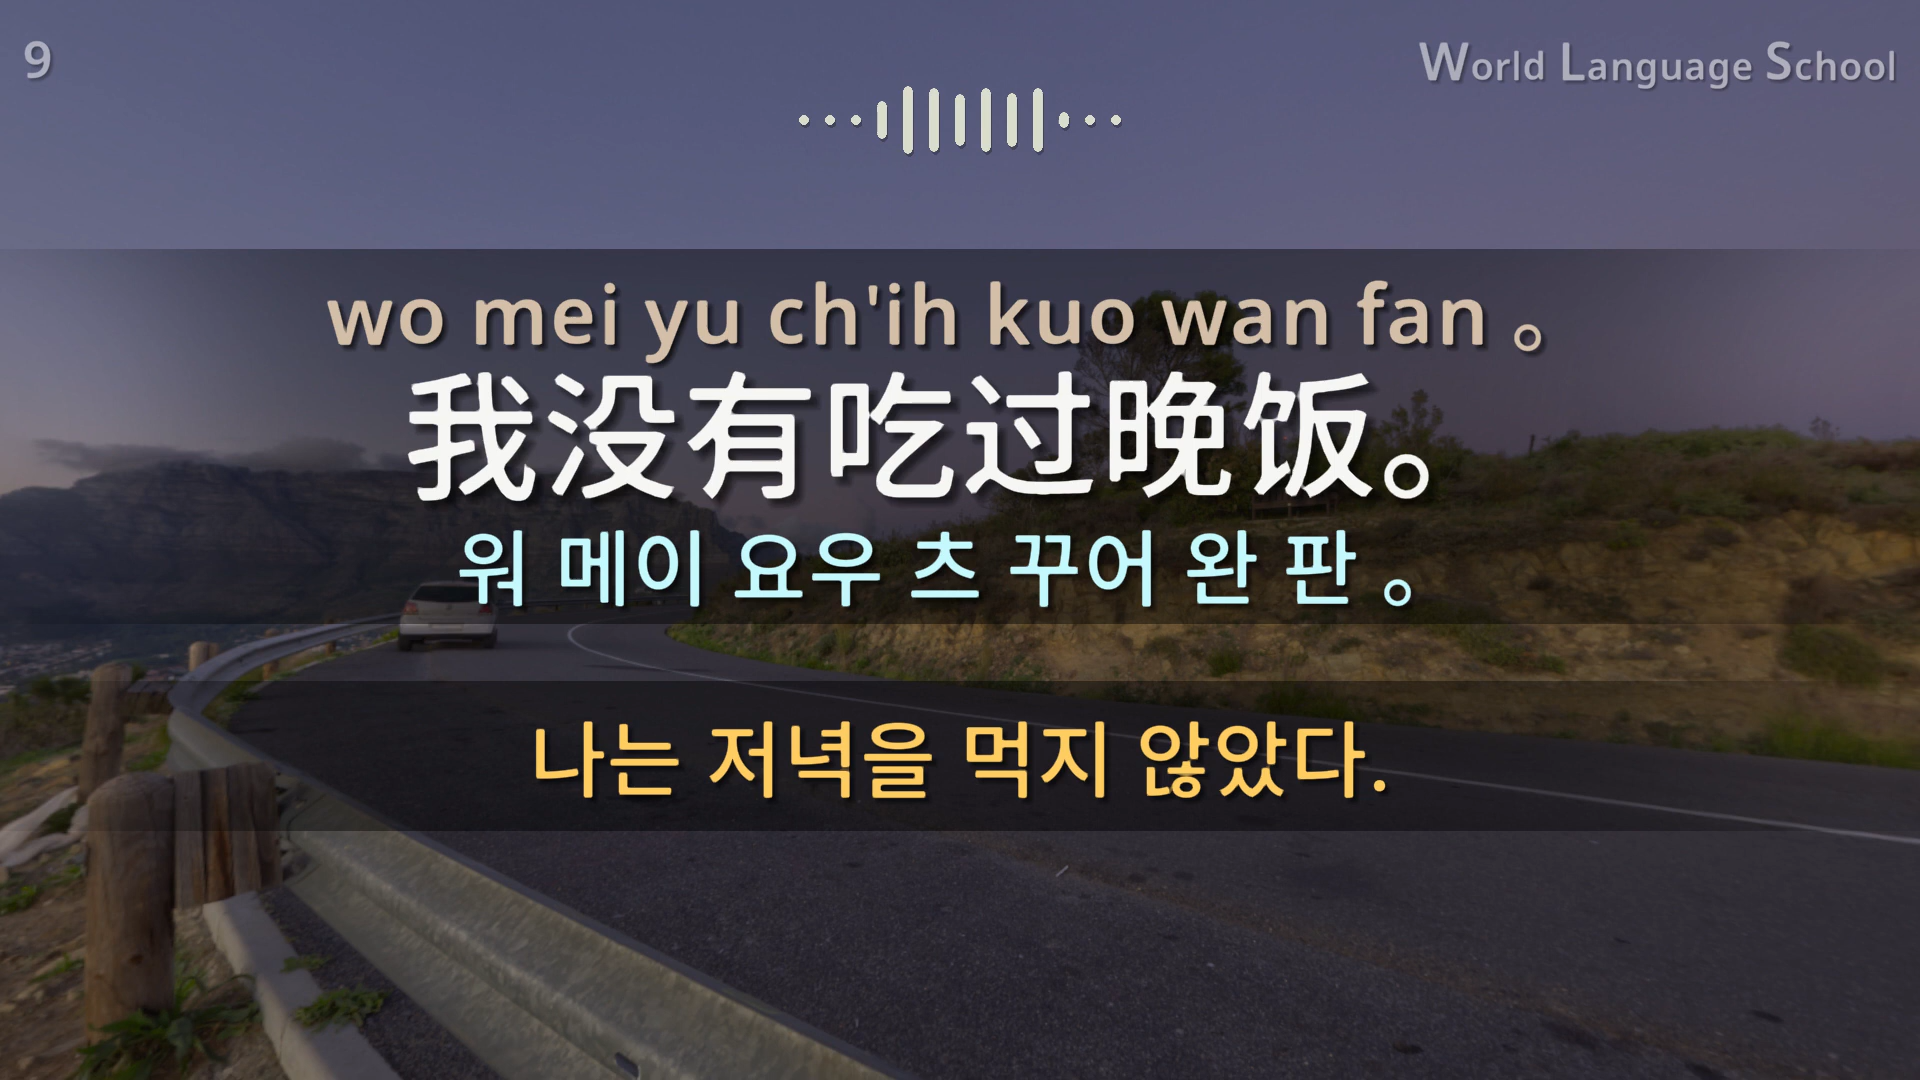 9
World Language School
wo mei yu ch'ih kuo wan fan 。
我没有吃过晚饭。
워 메이 요우 츠 꾸어 완 판 。
나는 저녁을 먹지 않았다.